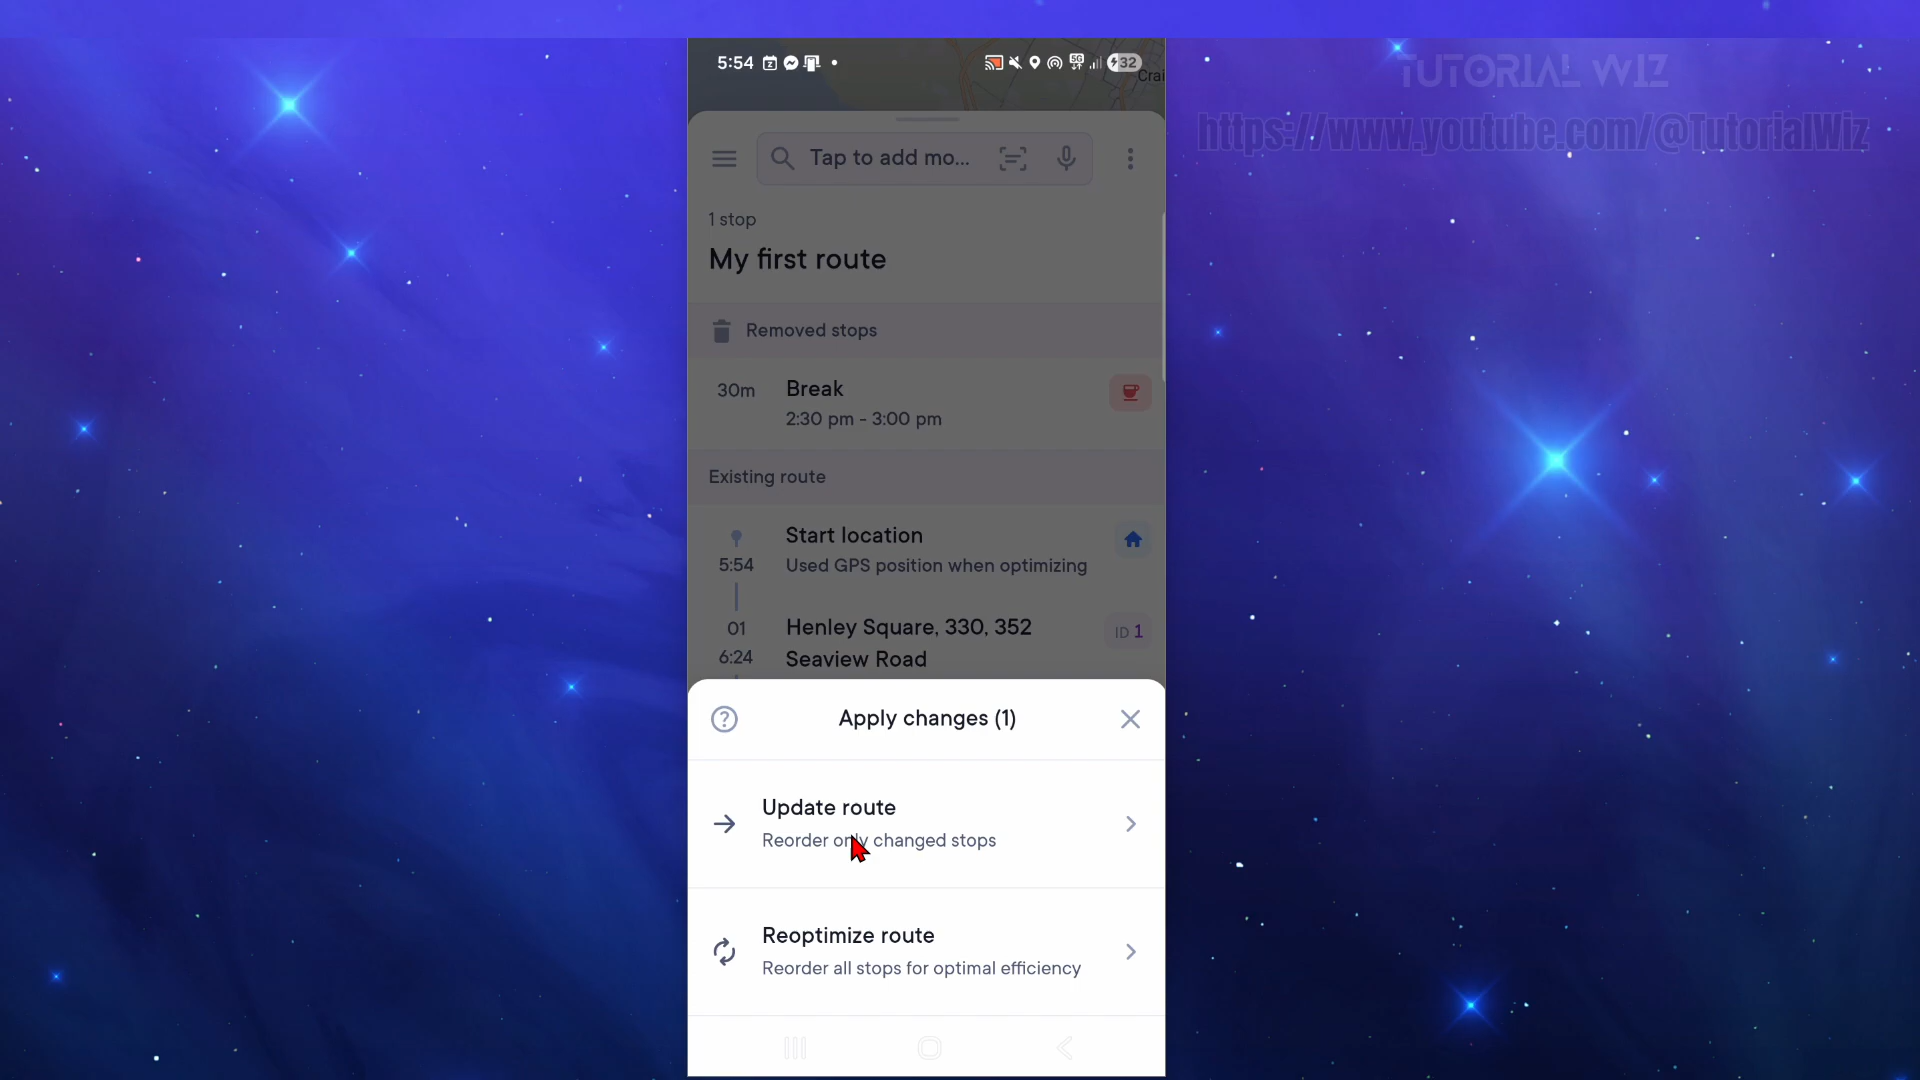 TUTORIAL WIZ
https://www.youtube.com/@TutorialWiz
5:54
5G
32
Crai
Tap to add mo...
1 stop
My first route
Removed stops
30m
Break
2:30 pm - 3:00 pm
Existing route
Start location
5:54
Used GPS position when optimizing
01
Henley Square, 330, 352
ID 1
6:24
Seaview Road
Apply changes (1)
Update route
Reorder only changed stops
Reoptimize route
Reorder all stops for optimal efficiency